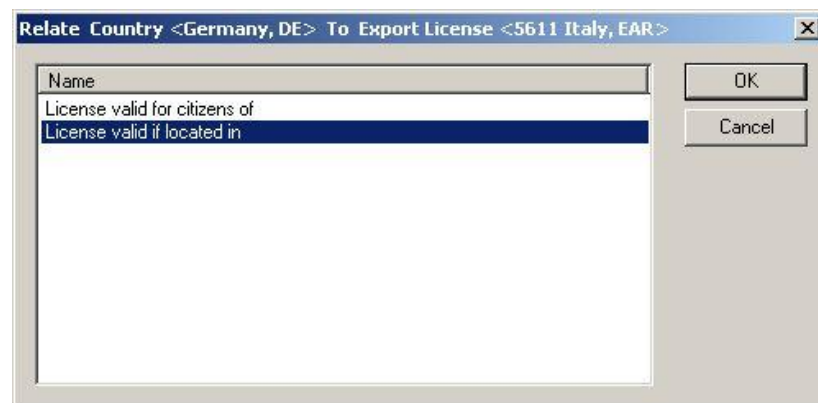 Relate Country <Germany, DE> To Export License <5611 Italy, EAR>
Name
OK
License valid for citizens of
License valid if located in
Cancel